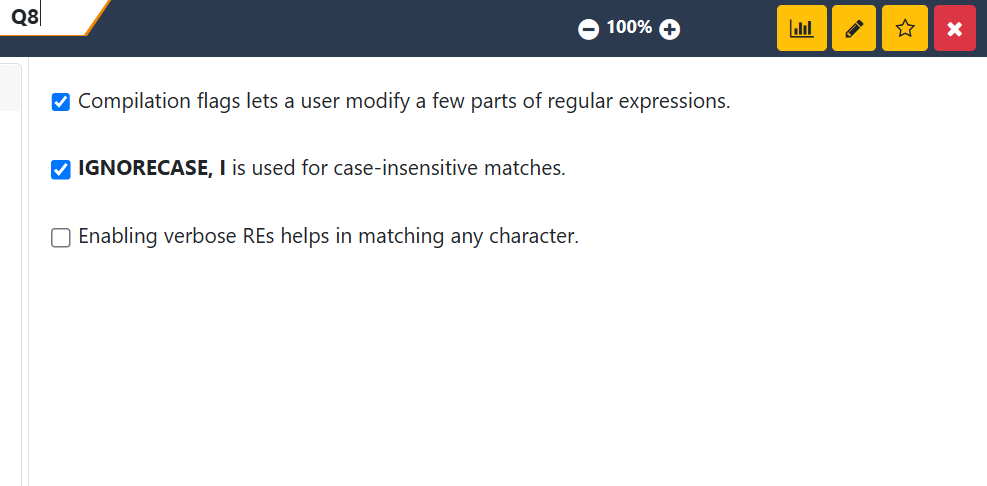 Q8
100%
Compilation flags lets a user modify a few parts of regular expressions.
IGNORECASE, I is used for case-insensitive matches.
Enabling verbose REs helps in matching any character.